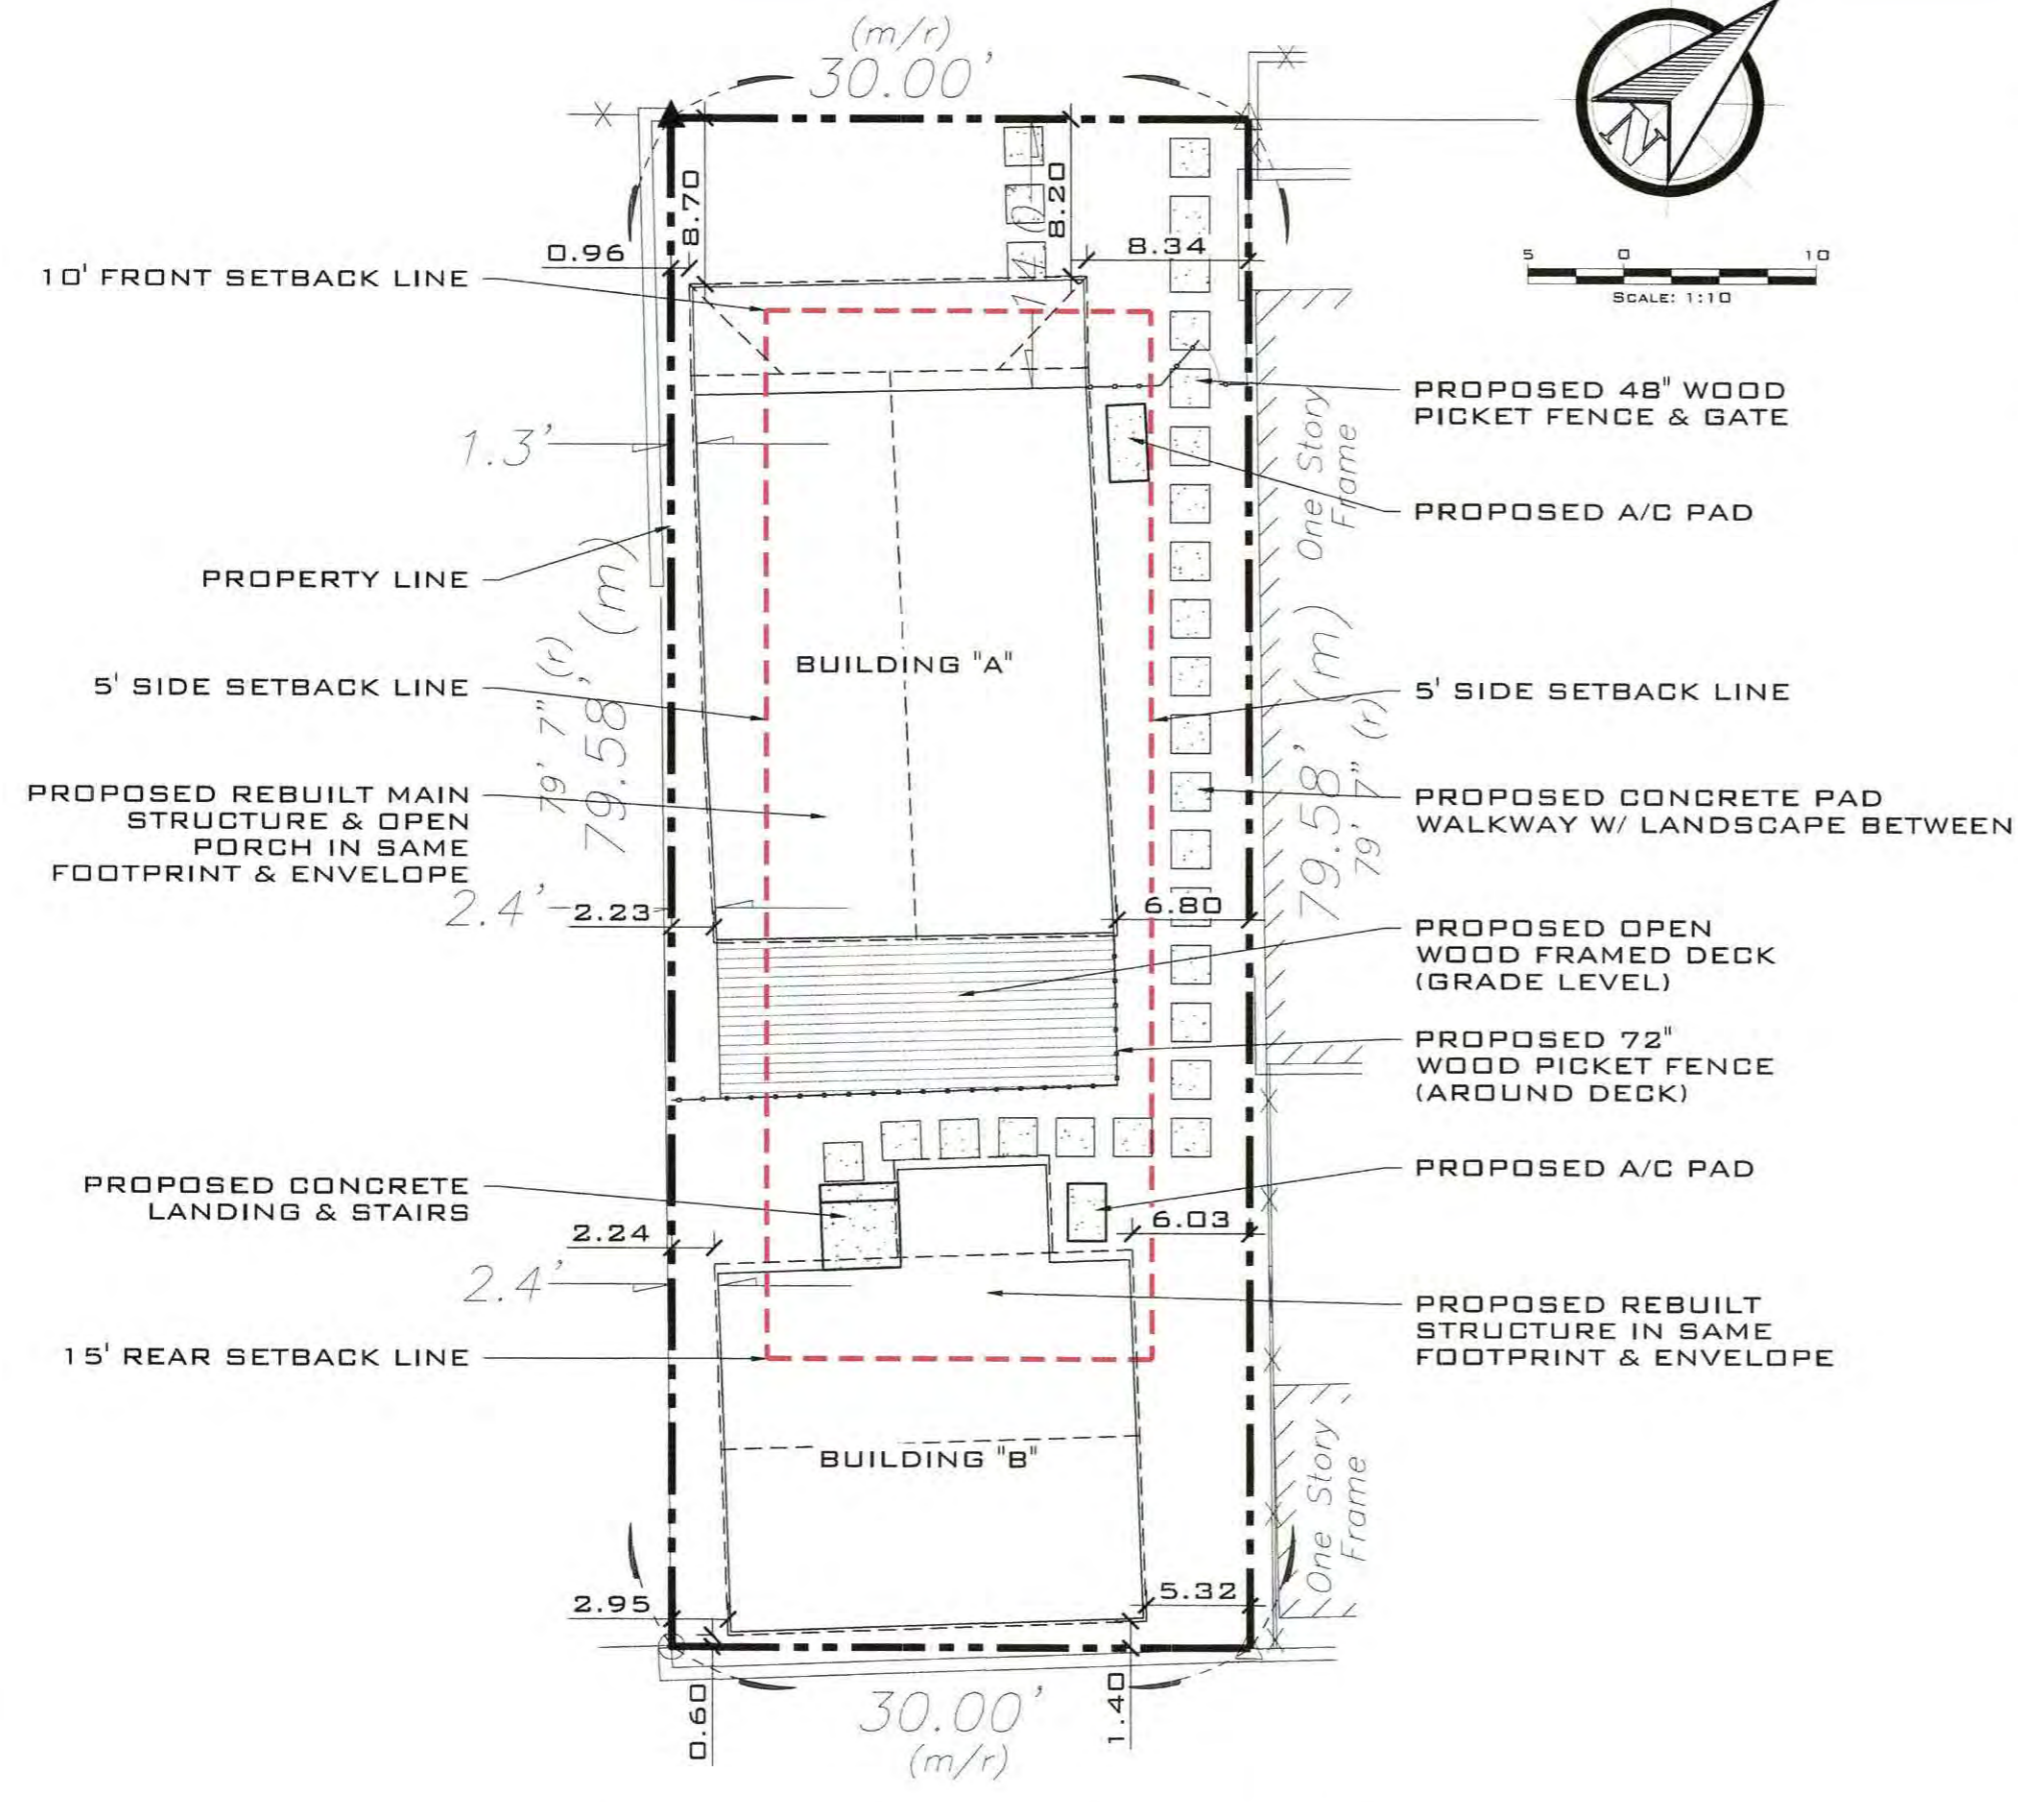 (m/r)
30.00'
N
5 0 10
SCALE: 1:10
8.70
8.20
0.96
8.34
10' FRONT SETBACK LINE
PROPOSED 48" WOOD
PICKET FENCE & GATE
One Story
Frame
1.3'
PROPOSED A/C PAD
PROPERTY LINE
79' 7" (r)
79.58' (m)
BUILDING "A"
5' SIDE SETBACK LINE
5' SIDE SETBACK LINE
79.58' (m)
79' 7" (r)
PROPOSED REBUILT MAIN
STRUCTURE & OPEN
PORCH IN SAME
FOOTPRINT & ENVELOPE
PROPOSED CONCRETE PAD
WALKWAY W/ LANDSCAPE BETWEEN
2.4'
2.23
6.80
PROPOSED OPEN
WOOD FRAMED DECK
(GRADE LEVEL)
PROPOSED 72"
WOOD PICKET FENCE
(AROUND DECK)
PROPOSED CONCRETE
LANDING & STAIRS
PROPOSED A/C PAD
2.24
6.03
2.4'
PROPOSED REBUILT
STRUCTURE IN SAME
FOOTPRINT & ENVELOPE
15' REAR SETBACK LINE
BUILDING "B"
One Story
Frame
2.95
5.32
0.60
1.40
30.00'
(m/r)